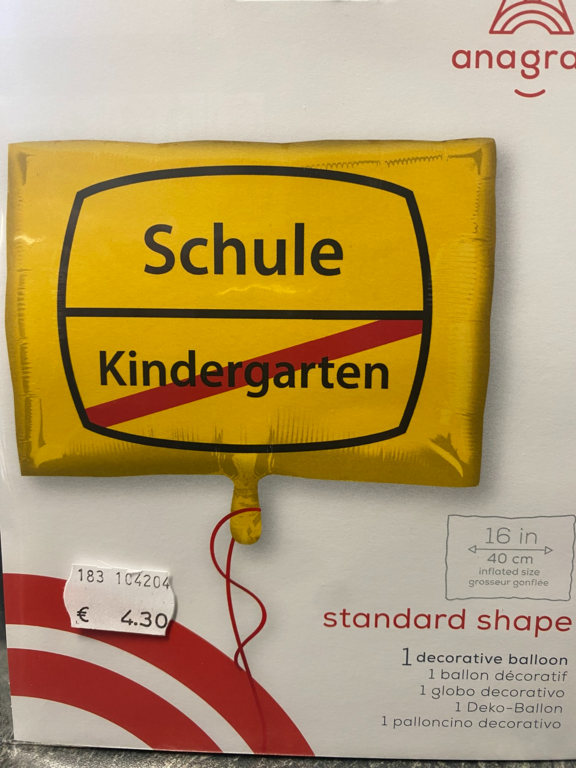 anagra
Schule
Kindergarten
16 in
40 cm
inflated size
grosseur gonflée
183 104204
€ 4.30
standard shape
1 decorative balloon
1 ballon décoratif
1 globo decorativo
1 Deko-Ballon
1 palloncino decorativo